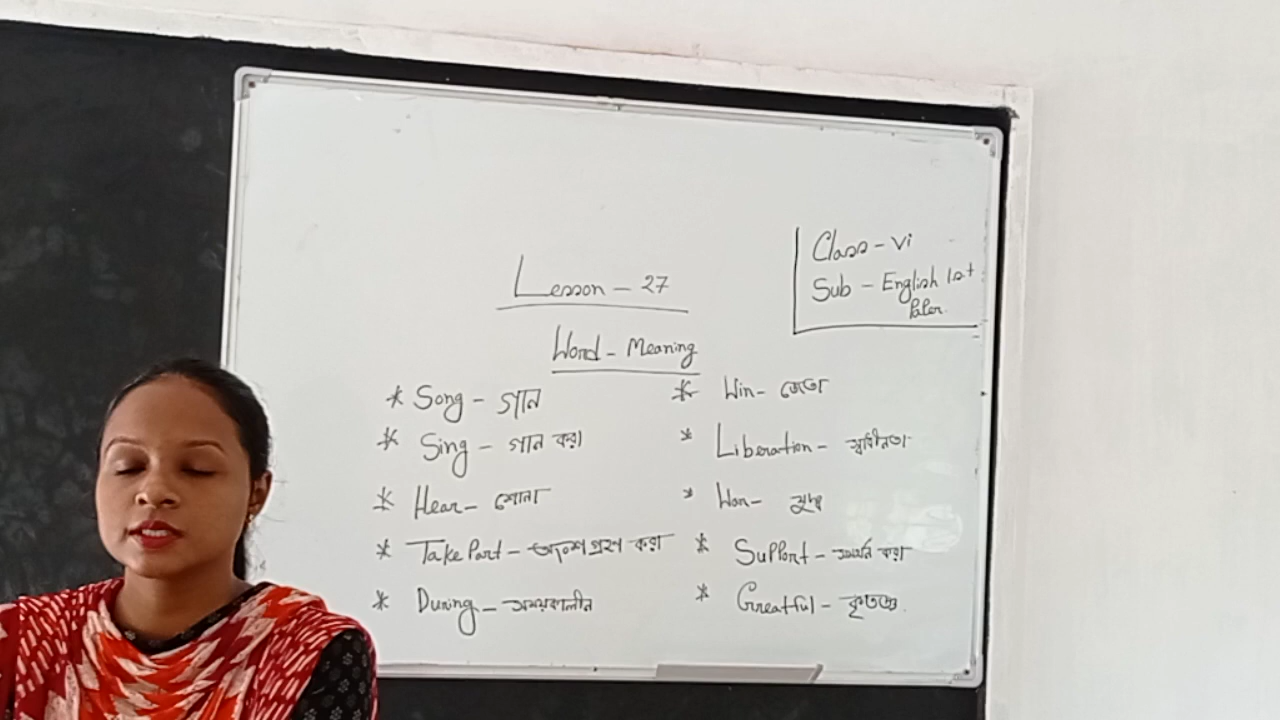 Class - vi
Sub - English 1st
Paper
Lesson - 27
Word - Meaning
* Song - গান
* Sing - গান করা
* Hear - শোনা
* Take Part - অংশগ্রহণ করা
* During - সময়কালীন
* Win - জেতা
* Liberation - স্বাধীনতা
* War - যুদ্ধ
* Support - সমর্থন করা
* Greatful - কৃতজ্ঞ